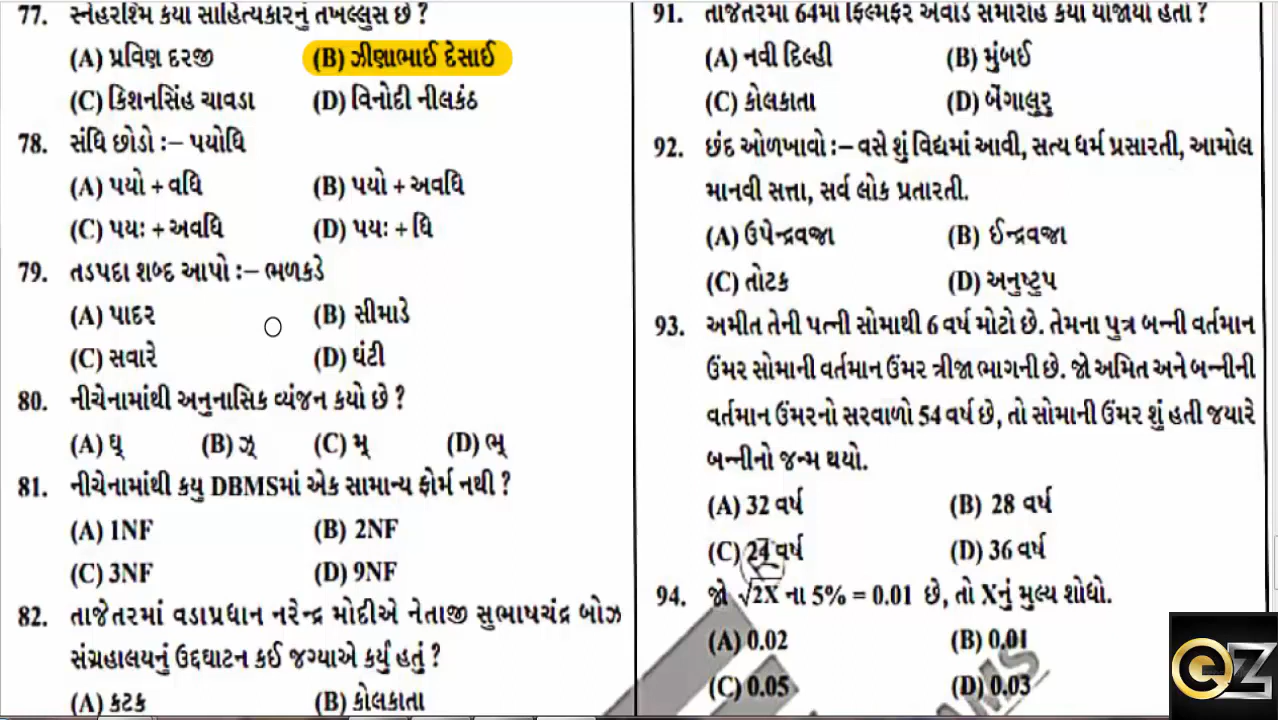 77. સ્નેહરશ્મિ કયા સાહિત્યકારનું તખલ્લુસ છે ?
(A) પ્રવિણ દરજી (B) ઝીણાભાઈ દેસાઈ
(C) કિશનસિંહ ચાવડા (D) વિનોદી નીલકંઠ
78. સંધિ છોડો :– પયોધિ
(A) પયો + વધિ (B) પયો + અવધિ
(C) પયઃ + અવધિ (D) પયઃ + ધિ
79. તડપદા શબ્દ આપો :– ભળકડે
(A) પાદર (B) સીમાડે
(C) સવારે (D) ઘંટી
80. નીચેનામાંથી અનુનાસિક વ્યંજન કયો છે ?
(A) ઘ્ (B) ઝ્ (C) મ્ (D) ભ્
81. નીચેનામાંથી કયુ DBMSમાં એક સામાન્ય ફોર્મ નથી ?
(A) 1NF (B) 2NF
(C) 3NF (D) 9NF
82. તાજેતરમાં વડાપ્રધાન નરેન્દ્ર મોદીએ નેતાજી સુભાષચંદ્ર બોઝ
સંગ્રહાલયનું ઉદ્દઘાટન કઈ જગ્યાએ કર્યું હતું ?
(A) કટક (B) કોલકાતા
91. તાજેતરમાં 64મા ફિલ્મફેર અવોર્ડ સમારોહ કયાં યોજાયો હતો ?
(A) નવી દિલ્હી (B) મુંબઈ
(C) કોલકાતા (D) બેંગાલુરુ
92. છંદ ઓળખાવો :– વસે શું વિદ્યમાં આવી, સત્ય ધર્મ પ્રસારતી, આમોલ
માનવી સત્તા, સર્વ લોક પ્રતારતી.
(A) ઉપેન્દ્રવજા (B) ઈન્દ્રવજા
(C) તોટક (D) અનુષ્ટુપ
93. અમીત તેની પત્ની સોમાથી 6 વર્ષ મોટો છે. તેમના પુત્ર બન્ની વર્તમાન
ઉંમર સોમાની વર્તમાન ઉંમર ત્રીજા ભાગની છે. જો અમિત અને બન્નીની
વર્તમાન ઉંમરનો સરવાળો 54 વર્ષ છે, તો સોમાની ઉંમર શું હતી જયારે
બન્નીનો જન્મ થયો.
(A) 32 વર્ષ (B) 28 વર્ષ
(C) 24 વર્ષ (D) 36 વર્ષ
94. જો √2X ના 5% = 0.01 છે, તો Xનું મુલ્ય શોધો.
(A) 0.02 (B) 0.01
(C) 0.05 (D) 0.03
eZ